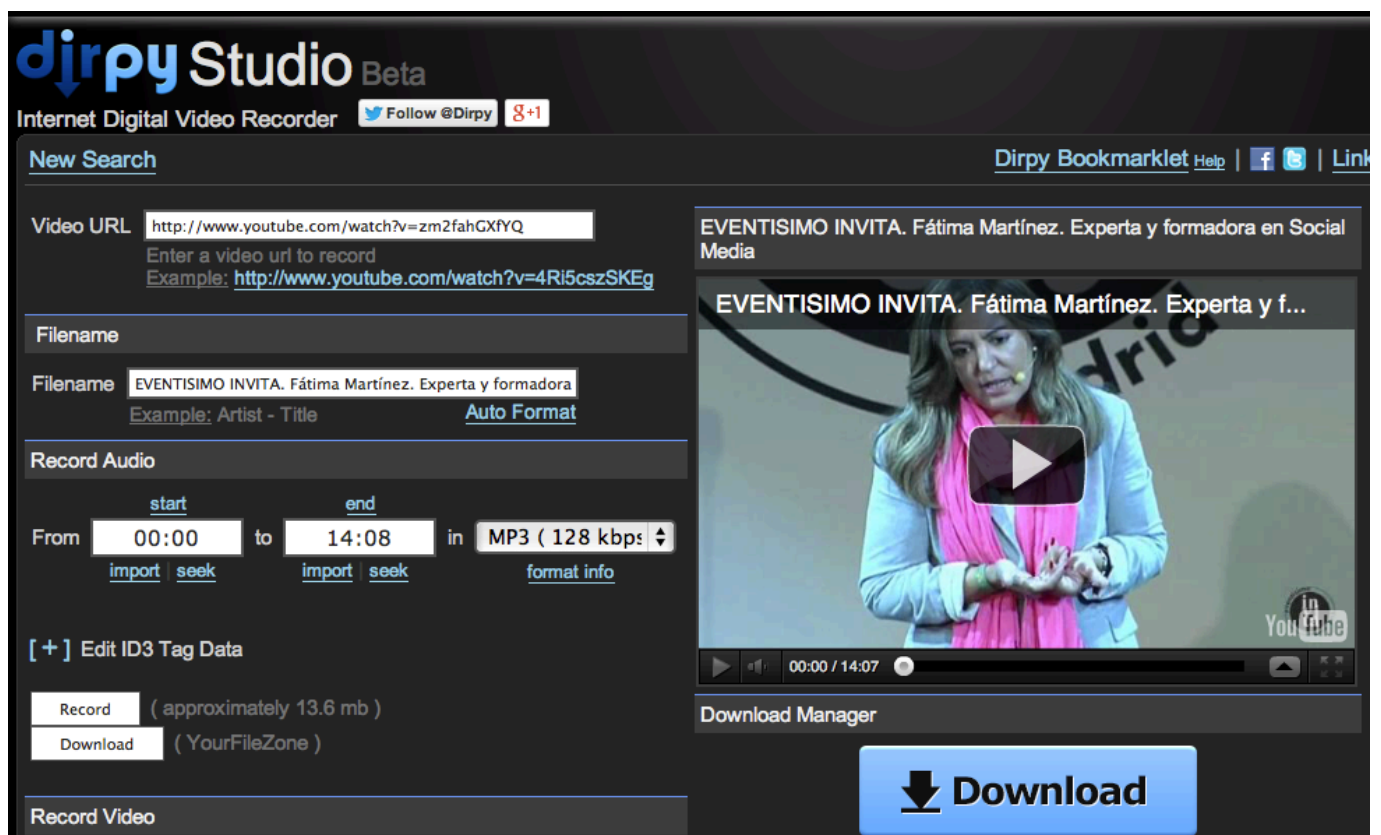 dirpy Studio Beta
Internet Digital Video Recorder Follow @Dirpy g+1
New Search
Dirpy Bookmarklet Help | f | Link
Video URL http://www.youtube.com/watch?v=zm2fahGXfYQ
Enter a video url to record
Example: http://www.youtube.com/watch?v=4Ri5cszSKEg
Filename
Filename EVENTISIMO INVITA. Fátima Martínez. Experta y formadora
Example: Artist - Title Auto Format
Record Audio
start end
From 00:00 to 14:08 in MP3 ( 128 kbps
import | seek import | seek format info
[ + ] Edit ID3 Tag Data
Record ( approximately 13.6 mb )
Download ( YourFileZone )
Record Video
EVENTISIMO INVITA. Fátima Martínez. Experta y formadora en Social
Media
EVENTISIMO INVITA. Fátima Martínez. Experta y f...
adrid
in
YouTube
00:00 / 14:07
Download Manager
Download